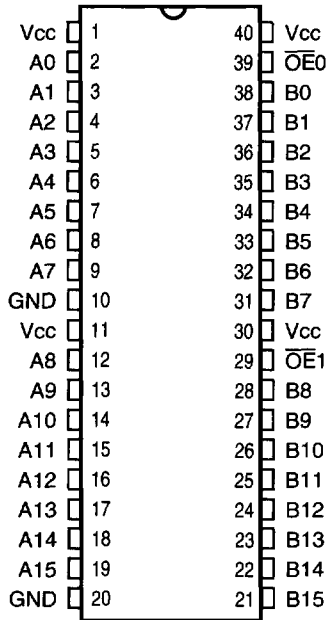 Vcc 1 40 Vcc
A0 2 39 OE0
A1 3 38 B0
A2 4 37 B1
A3 5 36 B2
A4 6 35 B3
A5 7 34 B4
A6 8 33 B5
A7 9 32 B6
GND 10 31 B7
Vcc 11 30 Vcc
A8 12 29 OE1
A9 13 28 B8
A10 14 27 B9
A11 15 26 B10
A12 16 25 B11
A13 17 24 B12
A14 18 23 B13
A15 19 22 B14
GND 20 21 B15